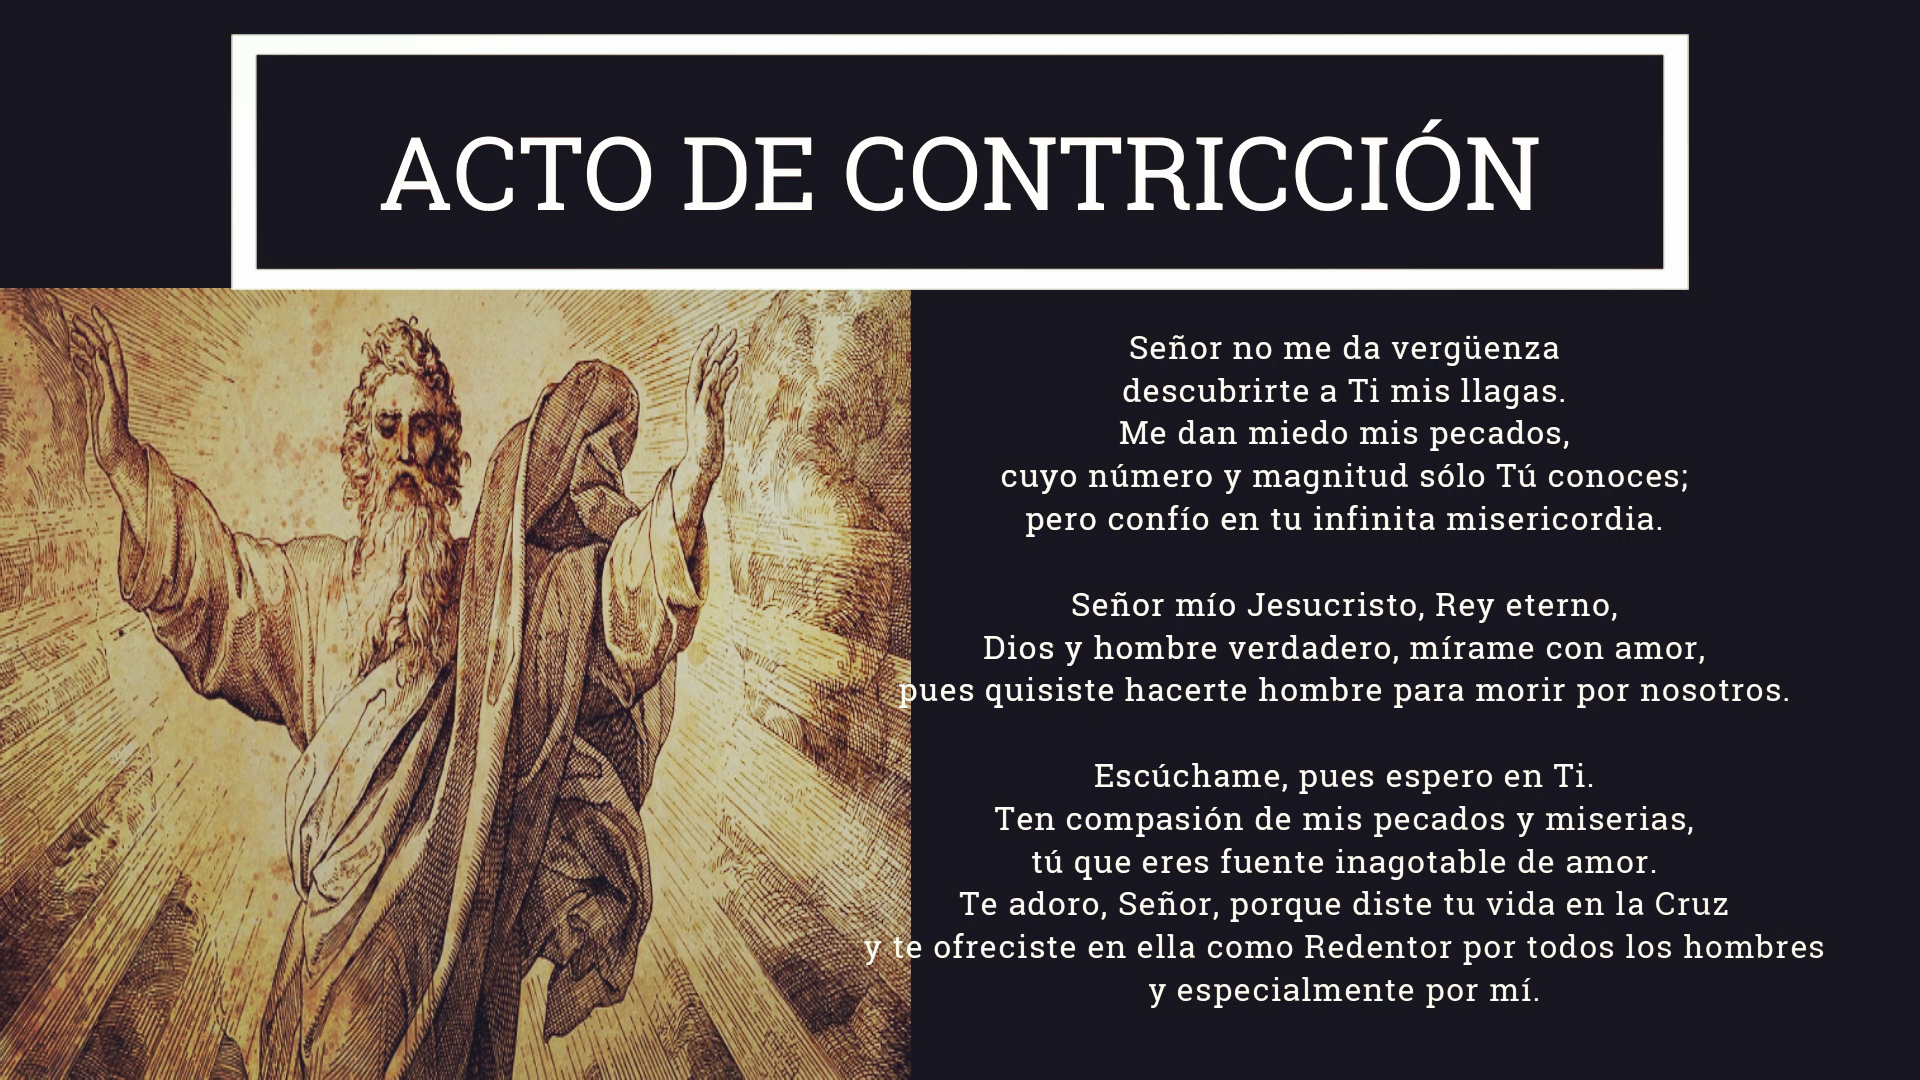 ACTO DE CONTRICCIÓN
Señor no me da vergüenza
descubrirte a Ti mis llagas.
Me dan miedo mis pecados,
cuyo número y magnitud sólo Tú conoces;
pero confío en tu infinita misericordia.
Señor mío Jesucristo, Rey eterno,
Dios y hombre verdadero, mírame con amor,
pues quisiste hacerte hombre para morir por nosotros.
Escúchame, pues espero en Ti.
Ten compasión de mis pecados y miserias,
tú que eres fuente inagotable de amor.
Te adoro, Señor, porque diste tu vida en la Cruz
y te ofreciste en ella como Redentor por todos los hombres
y especialmente por mí.